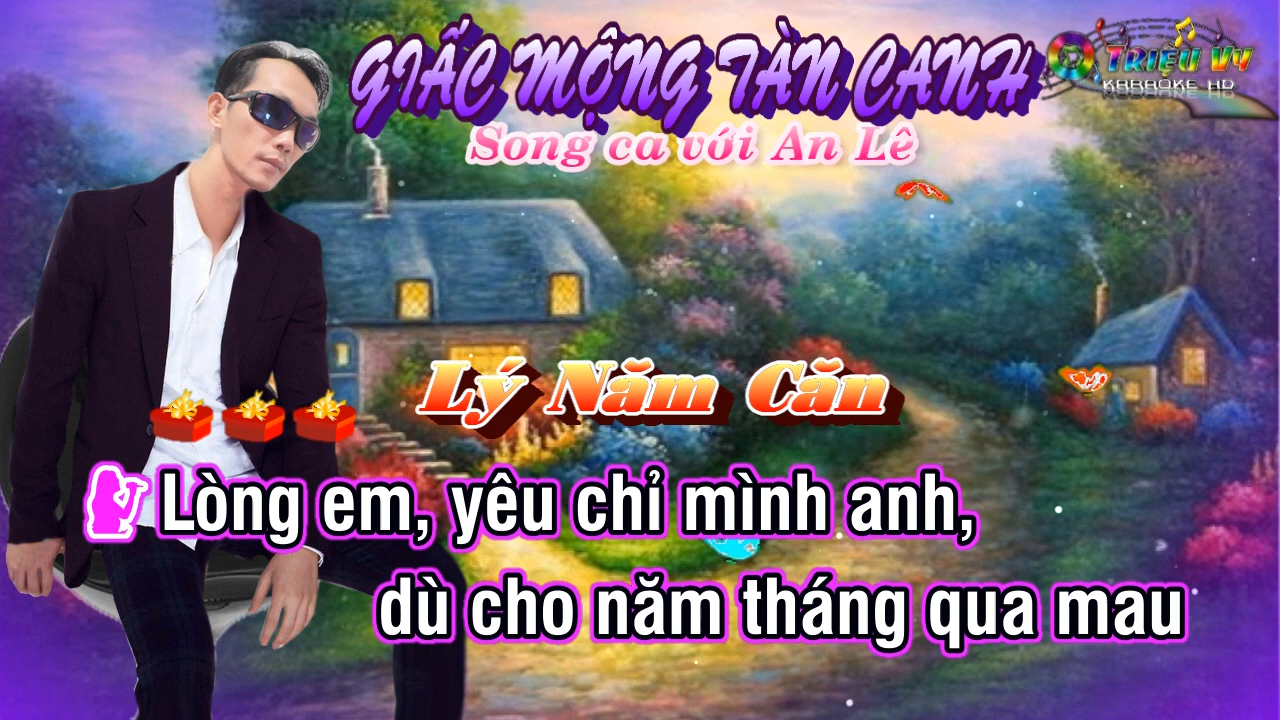 GIẤC MỘNG TÀN CANH
Triệu Vy
KARAOKE HD
Song ca với An Lê
Lý Năm Căn
Lòng em, yêu chỉ mình anh,
dù cho năm tháng qua mau